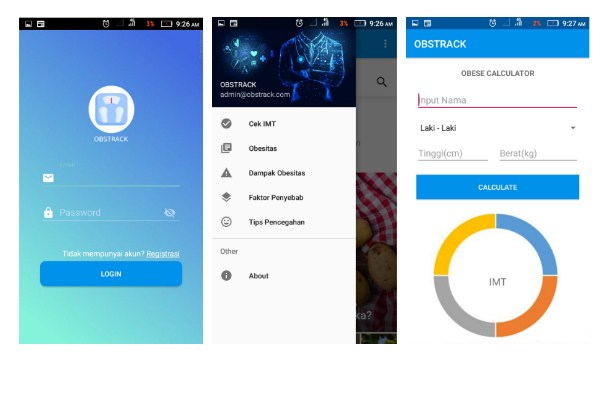 3% 9:26 AM
OBSTRACK
Email
Password
Tidak mempunyai akun? Registrasi
LOGIN
3% 9:26 AM
OBSTRACK
admin@obstrack.com
Cek IMT
Obesitas
Dampak Obesitas
Faktor Penyebab
Tips Pencegahan
Other
About
ka?
9:27 AM
OBSTRACK
OBESE CALCULATOR
Input Nama
Laki - Laki
Tinggi(cm) Berat(kg)
CALCULATE
IMT